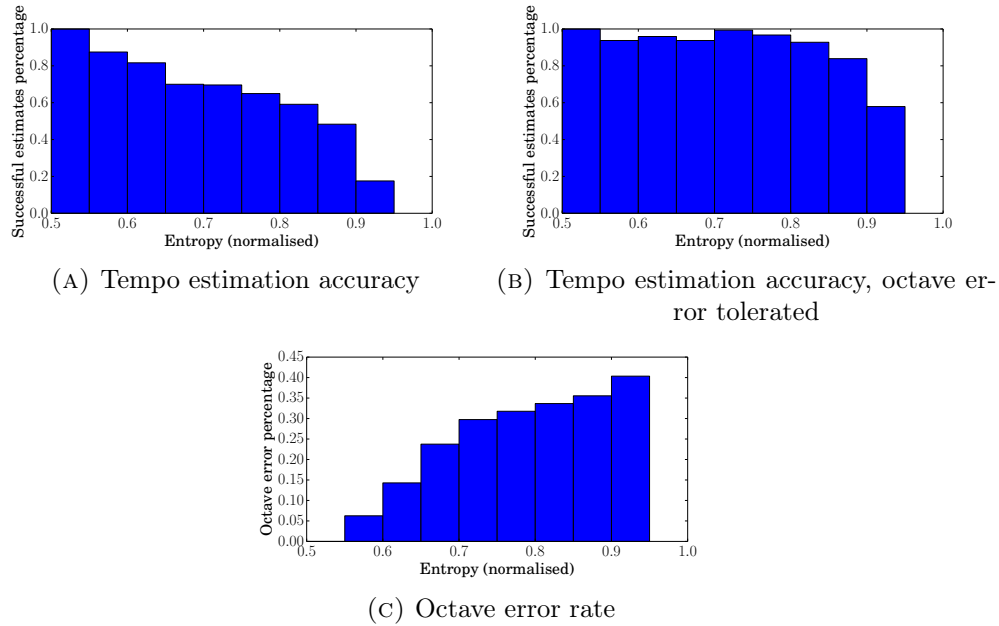 Successful estimates percentage
1.0
0.8
0.6
0.4
0.2
0.0
0.5 0.6 0.7 0.8 0.9 1.0
Entropy (normalised)
(A) Tempo estimation accuracy
Successful estimates percentage
1.0
0.8
0.6
0.4
0.2
0.0
0.5 0.6 0.7 0.8 0.9 1.0
Entropy (normalised)
(B) Tempo estimation accuracy, octave er-
ror tolerated
Octave error percentage
0.45
0.40
0.35
0.30
0.25
0.20
0.15
0.10
0.05
0.00
0.5 0.6 0.7 0.8 0.9 1.0
Entropy (normalised)
(C) Octave error rate